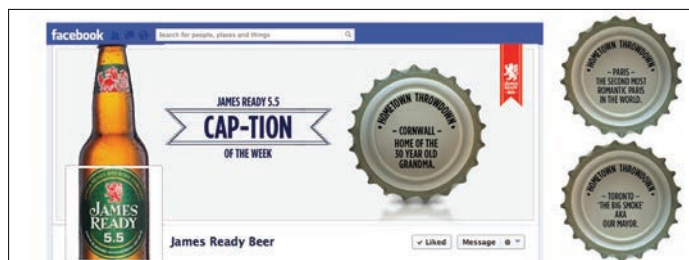 facebook
Search for people, places and things
JAMES READY 5.5
CAP-TION
OF THE WEEK
HOMETOWN THROWDOWN
– CORNWALL –
HOME OF THE
30 YEAR OLD
GRANDMA.
JAMES
READY
5.5
James Ready Beer
✓ Liked
Message
HOMETOWN THROWDOWN
– PARIS –
THE SECOND MOST
ROMANTIC PARIS
IN THE WORLD.
HOMETOWN THROWDOWN
– TORONTO –
'THE BIG SMOKE'
AKA
OUR MAYOR.